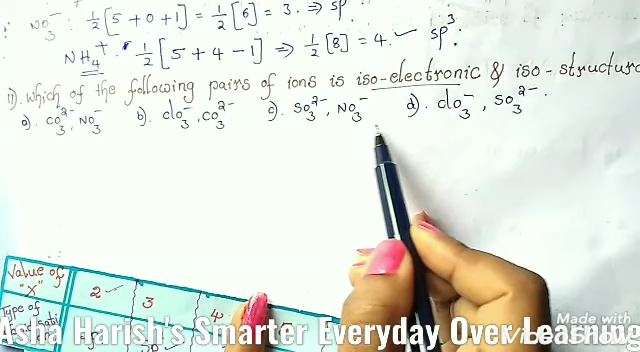 NO₃⁻ : ½[5+0+1] = ½[6] = 3. ⇒ sp²
NH₄⁺ : ½[5+4-1] ⇒ ½[8] = 4. sp³.
11). which of the following pairs of ions is iso-electronic & iso-structura
a). CO₃²⁻, NO₃⁻ b). clO₃⁻, CO₃²⁻ c). SO₃²⁻, NO₃⁻ d). clO₃⁻, SO₃²⁻.
Value of "X" 2 3 4
Type of
Asha Harish's Smarter Everyday Over Learning
Made with
VideoShow